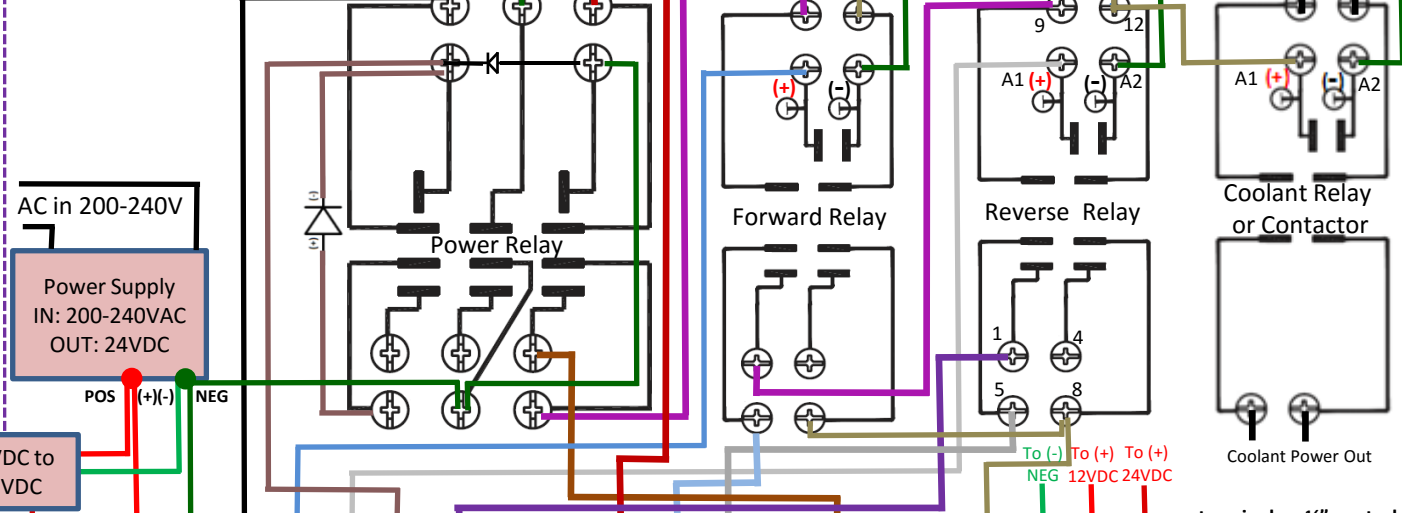 9
12
(+)
(-)
A1
(+)
(-)
A2
A1
(+)
(-)
A2
AC in 200-240V
Power Relay
Forward Relay
Reverse Relay
Coolant Relay
or Contactor
Power Supply
IN: 200-240VAC
OUT: 24VDC
POS
(+)(-)
NEG
1
4
5
8
VDC to
VDC
To (-)
NEG
To (+)
12VDC
To (+)
24VDC
Coolant Power Out